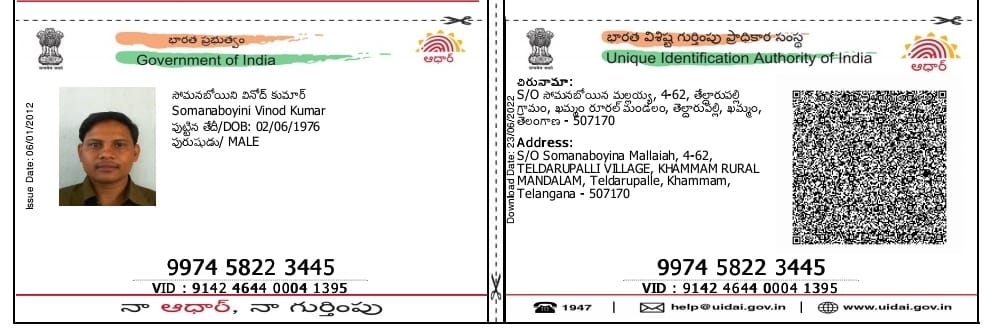 భారత ప్రభుత్వం
Government of India
ఆధార్
Issue Date: 06/01/2012
సామనబోయిని వినోద్ కుమార్
Somanaboyini Vinod Kumar
పుట్టిన తేదీ/DOB: 02/06/1976
పురుషుడు/ MALE
9974 5822 3445
VID : 9142 4644 0004 1395
నా ఆధార్, నా గుర్తింపు
భారత విశిష్ట గుర్తింపు ప్రాధికార సంస్థ
Unique Identification Authority of India
ఆధార్
Download Date: 23/06/2022
చిరునామా:
S/O సోమనబోయిన మల్లయ్య, 4-62, తెల్దారుపల్లి
గ్రామం, ఖమ్మం రూరల్ మండలం, తెల్దారుపల్లి, ఖమ్మం,
తెలంగాణ - 507170
Address:
S/O Somanaboyina Mallaiah, 4-62,
TELDARUPALLI VILLAGE, KHAMMAM RURAL
MANDALAM, Teldarupalle, Khammam,
Telangana - 507170
9974 5822 3445
VID : 9142 4644 0004 1395
1947 | help@uidai.gov.in | www.uidai.gov.in